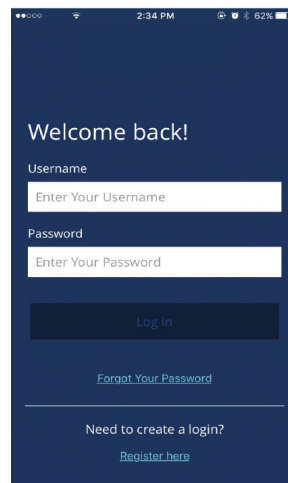 2:34 PM
62%
Welcome back!
Username
Enter Your Username
Password
Enter Your Password
Log in
Forgot Your Password
Need to create a login?
Register here